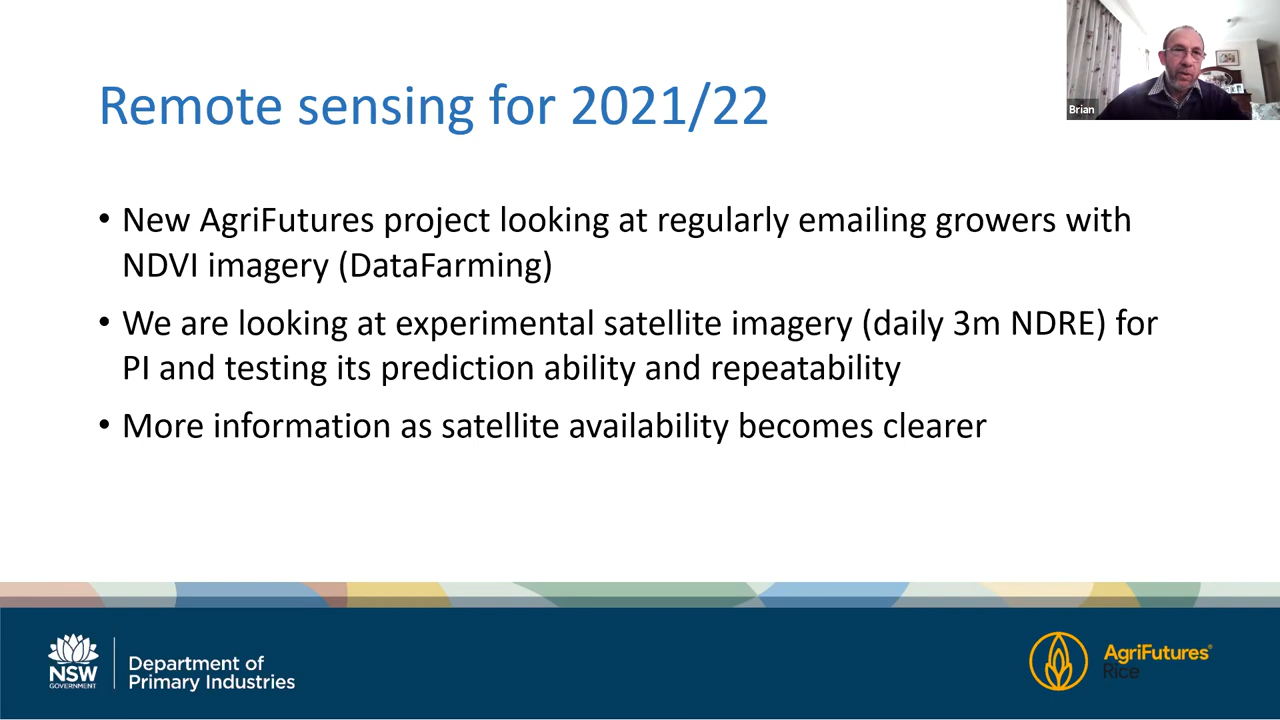 Remote sensing for 2021/22
Brian
• New AgriFutures project looking at regularly emailing growers with
NDVI imagery (DataFarming)
• We are looking at experimental satellite imagery (daily 3m NDRE) for
PI and testing its prediction ability and repeatability
• More information as satellite availability becomes clearer
NSW
GOVERNMENT
Department of
Primary Industries
AgriFutures®
Rice